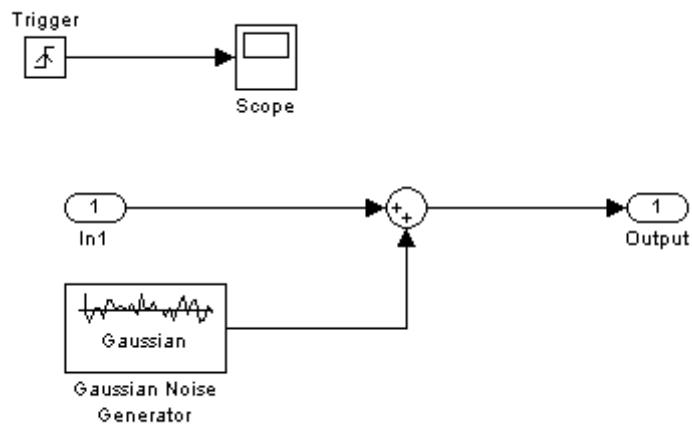 Trigger
Scope
1
In1
1
Output
Gaussian
Gaussian Noise
Generator